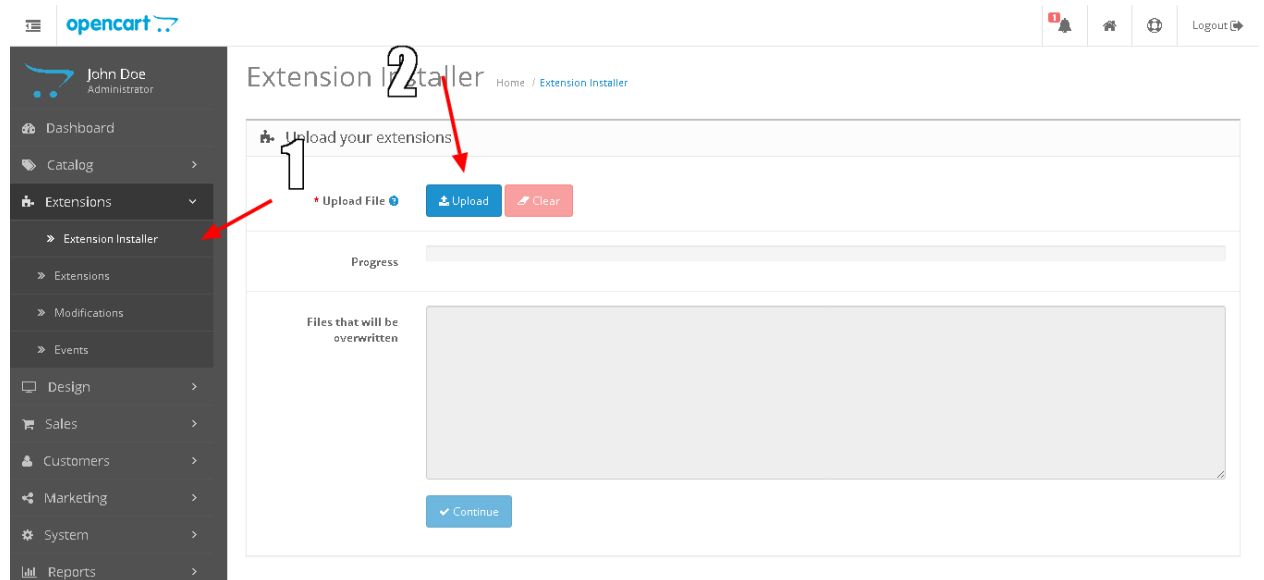 opencart
1
Logout
John Doe
Administrator
Extension Installer
Home / Extension Installer
2
Dashboard
Catalog
Extensions
Extension Installer
Extensions
Modifications
Events
Design
Sales
Customers
Marketing
System
Reports
Upload your extensions
1
* Upload File ?
Upload
Clear
Progress
Files that will be
overwritten
Continue